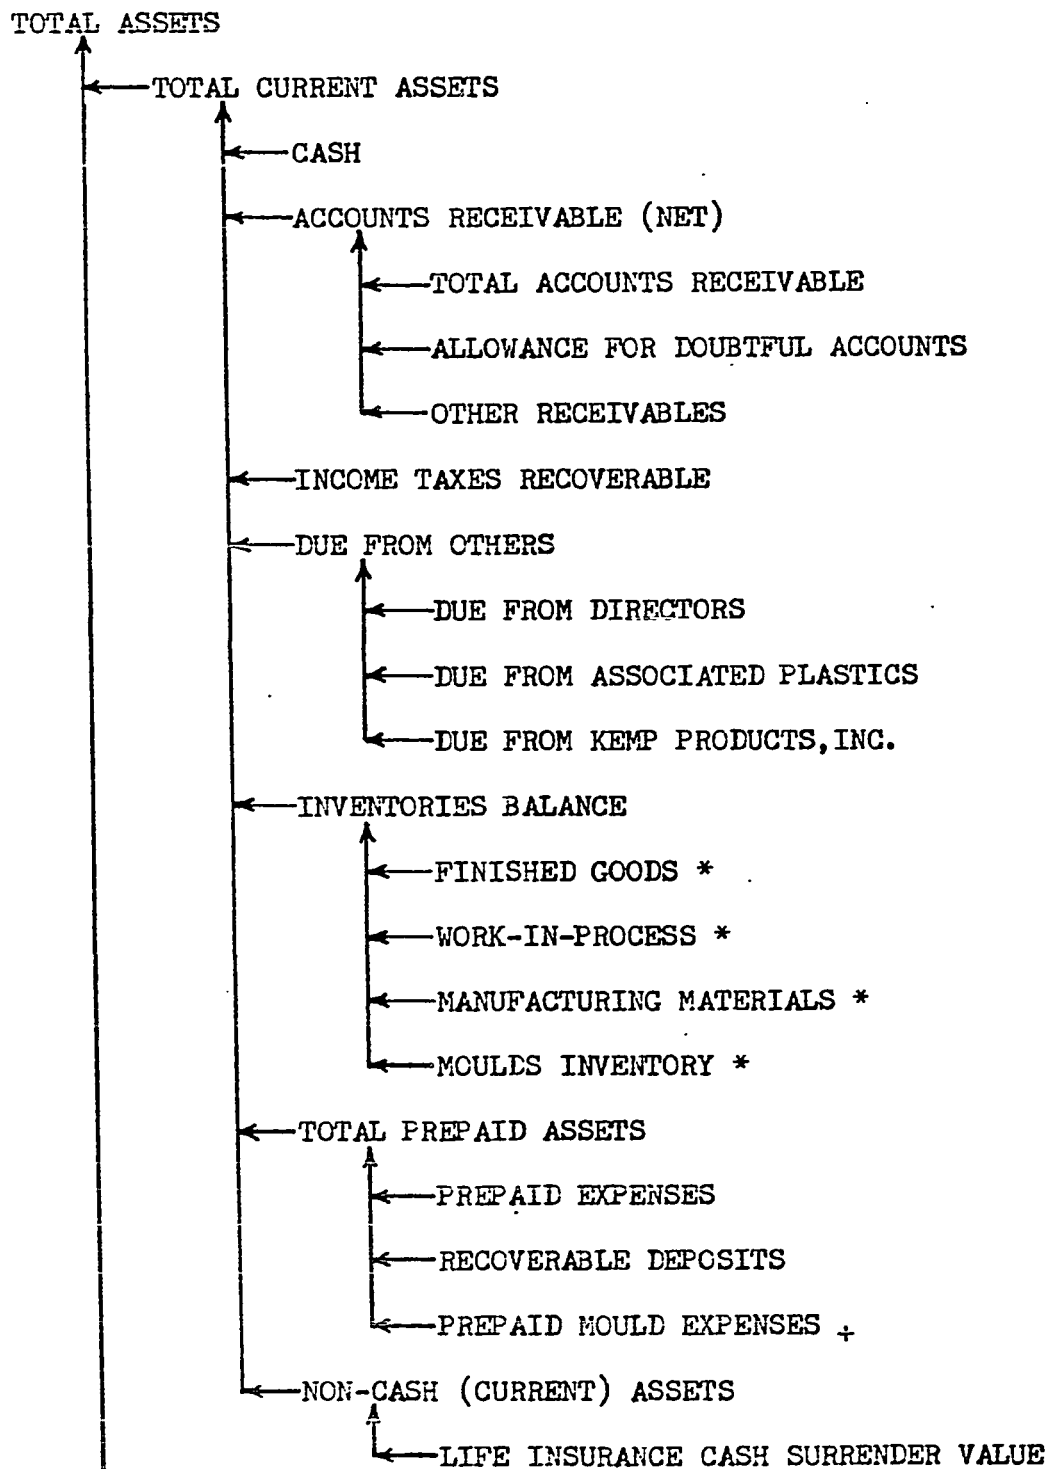 TOTAL ASSETS
TOTAL CURRENT ASSETS
CASH
ACCOUNTS RECEIVABLE (NET)
TOTAL ACCOUNTS RECEIVABLE
ALLOWANCE FOR DOUBTFUL ACCOUNTS
OTHER RECEIVABLES
INCOME TAXES RECOVERABLE
DUE FROM OTHERS
DUE FROM DIRECTORS
DUE FROM ASSOCIATED PLASTICS
DUE FROM KEMP PRODUCTS,INC.
INVENTORIES BALANCE
FINISHED GOODS *
WORK-IN-PROCESS *
MANUFACTURING MATERIALS *
MOULDS INVENTORY *
TOTAL PREPAID ASSETS
PREPAID EXPENSES
RECOVERABLE DEPOSITS
PREPAID MOULD EXPENSES ÷
NON-CASH (CURRENT) ASSETS
LIFE INSURANCE CASH SURRENDER VALUE